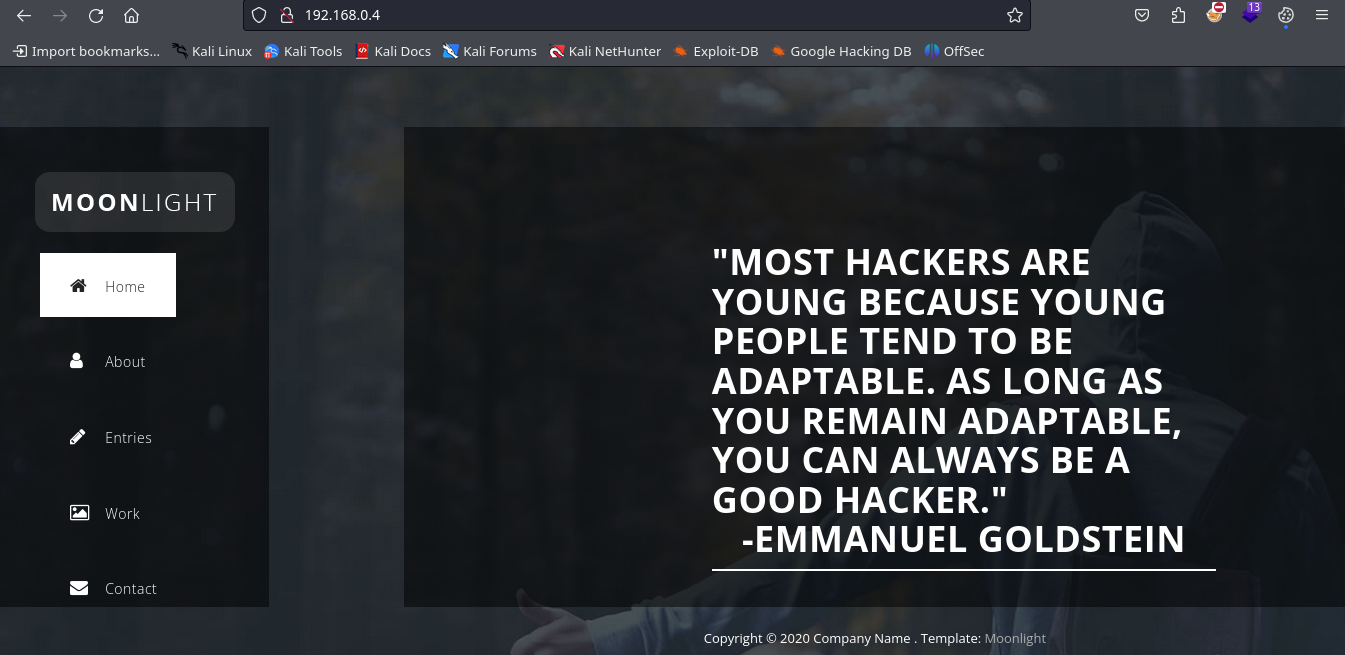 192.168.0.4
13
Import bookmarks... Kali Linux Kali Tools Kali Docs Kali Forums Kali NetHunter Exploit-DB Google Hacking DB OffSec
MOONLIGHT
Home
About
Entries
Work
Contact
"MOST HACKERS ARE
YOUNG BECAUSE YOUNG
PEOPLE TEND TO BE
ADAPTABLE. AS LONG AS
YOU REMAIN ADAPTABLE,
YOU CAN ALWAYS BE A
GOOD HACKER."
-EMMANUEL GOLDSTEIN
Copyright © 2020 Company Name . Template: Moonlight